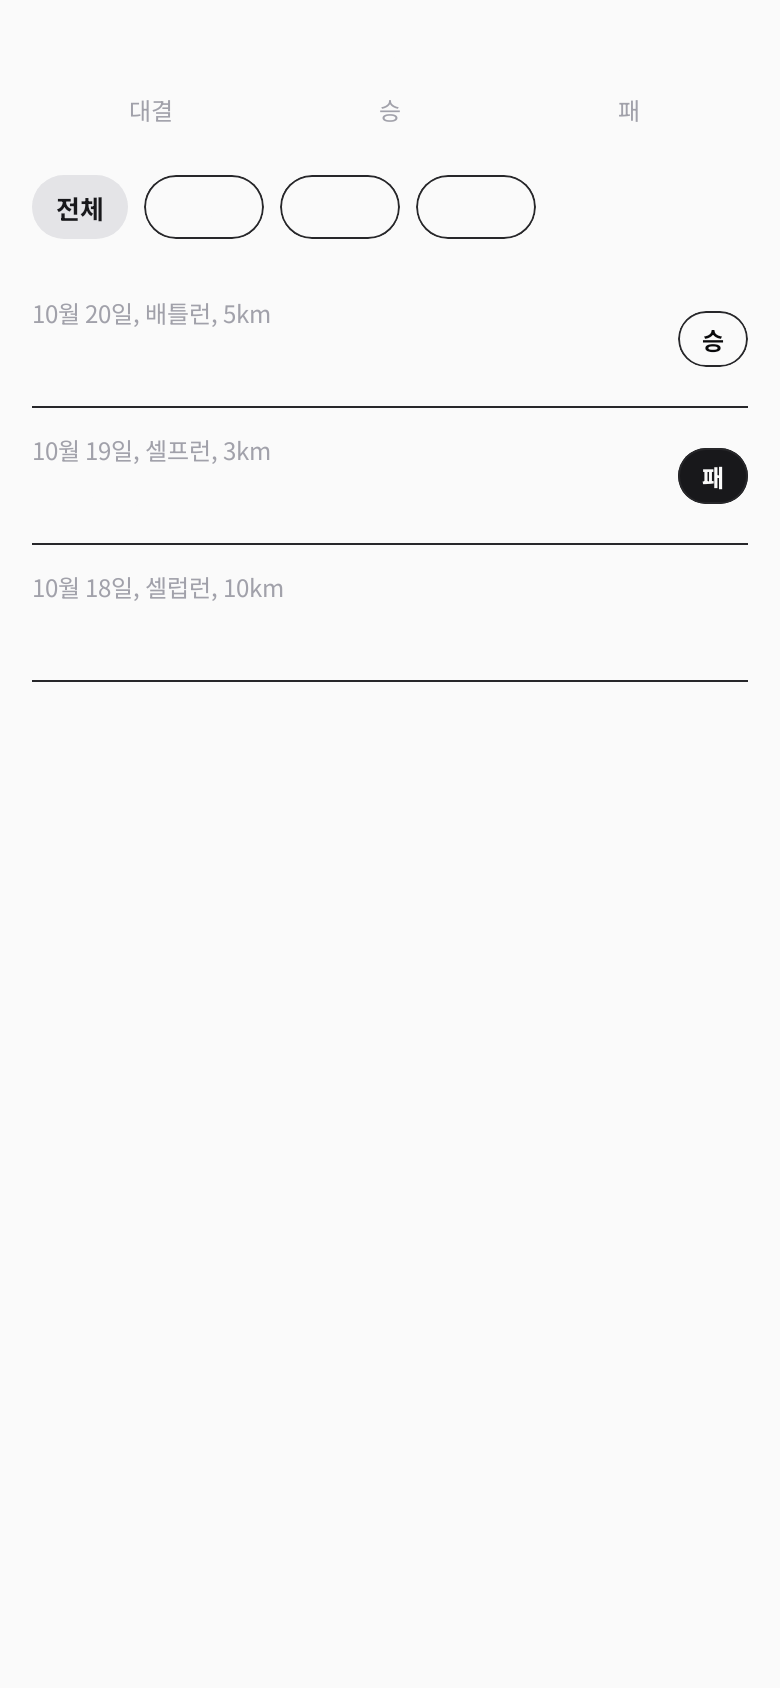 대결 승 패
전체
10월 20일, 배틀런, 5km
승
10월 19일, 셀프런, 3km
패
10월 18일, 셀럽런, 10km